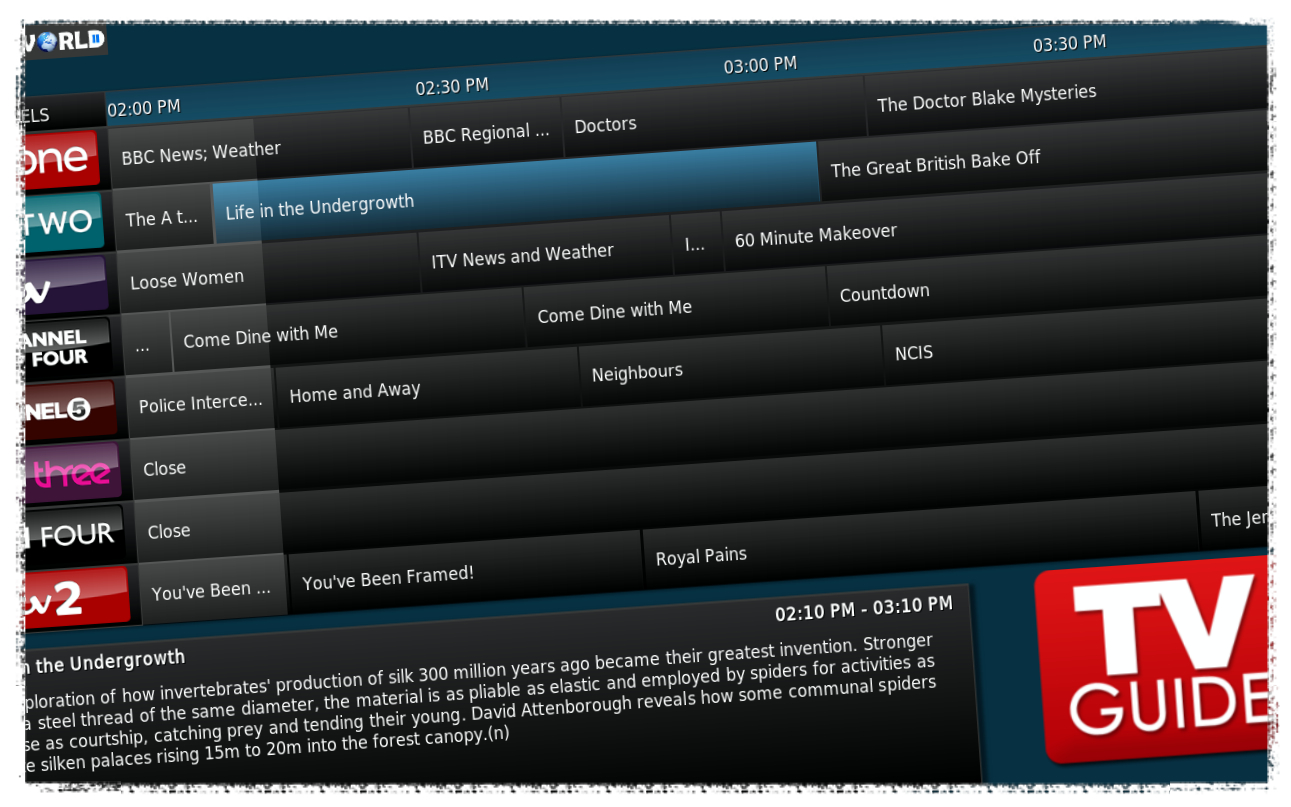 WORLD
02:00 PM 02:30 PM 03:00 PM 03:30 PM
ELS
one BBC News; Weather BBC Regional ... Doctors The Doctor Blake Mysteries
TWO The A t... Life in the Undergrowth The Great British Bake Off
Loose Women ITV News and Weather I... 60 Minute Makeover
ANNEL
FOUR
... Come Dine with Me Come Dine with Me Countdown
NEL5 Police Interce... Home and Away Neighbours NCIS
three Close
FOUR Close
tv2 You've Been ... You've Been Framed! Royal Pains The Jer
n the Undergrowth 02:10 PM - 03:10 PM
ploration of how invertebrates' production of silk 300 million years ago became their greatest invention. Stronger
a steel thread of the same diameter, the material is as pliable as elastic and employed by spiders for activities as
se as courtship, catching prey and tending their young. David Attenborough reveals how some communal spiders
e silken palaces rising 15m to 20m into the forest canopy.(n)
TV
GUIDE